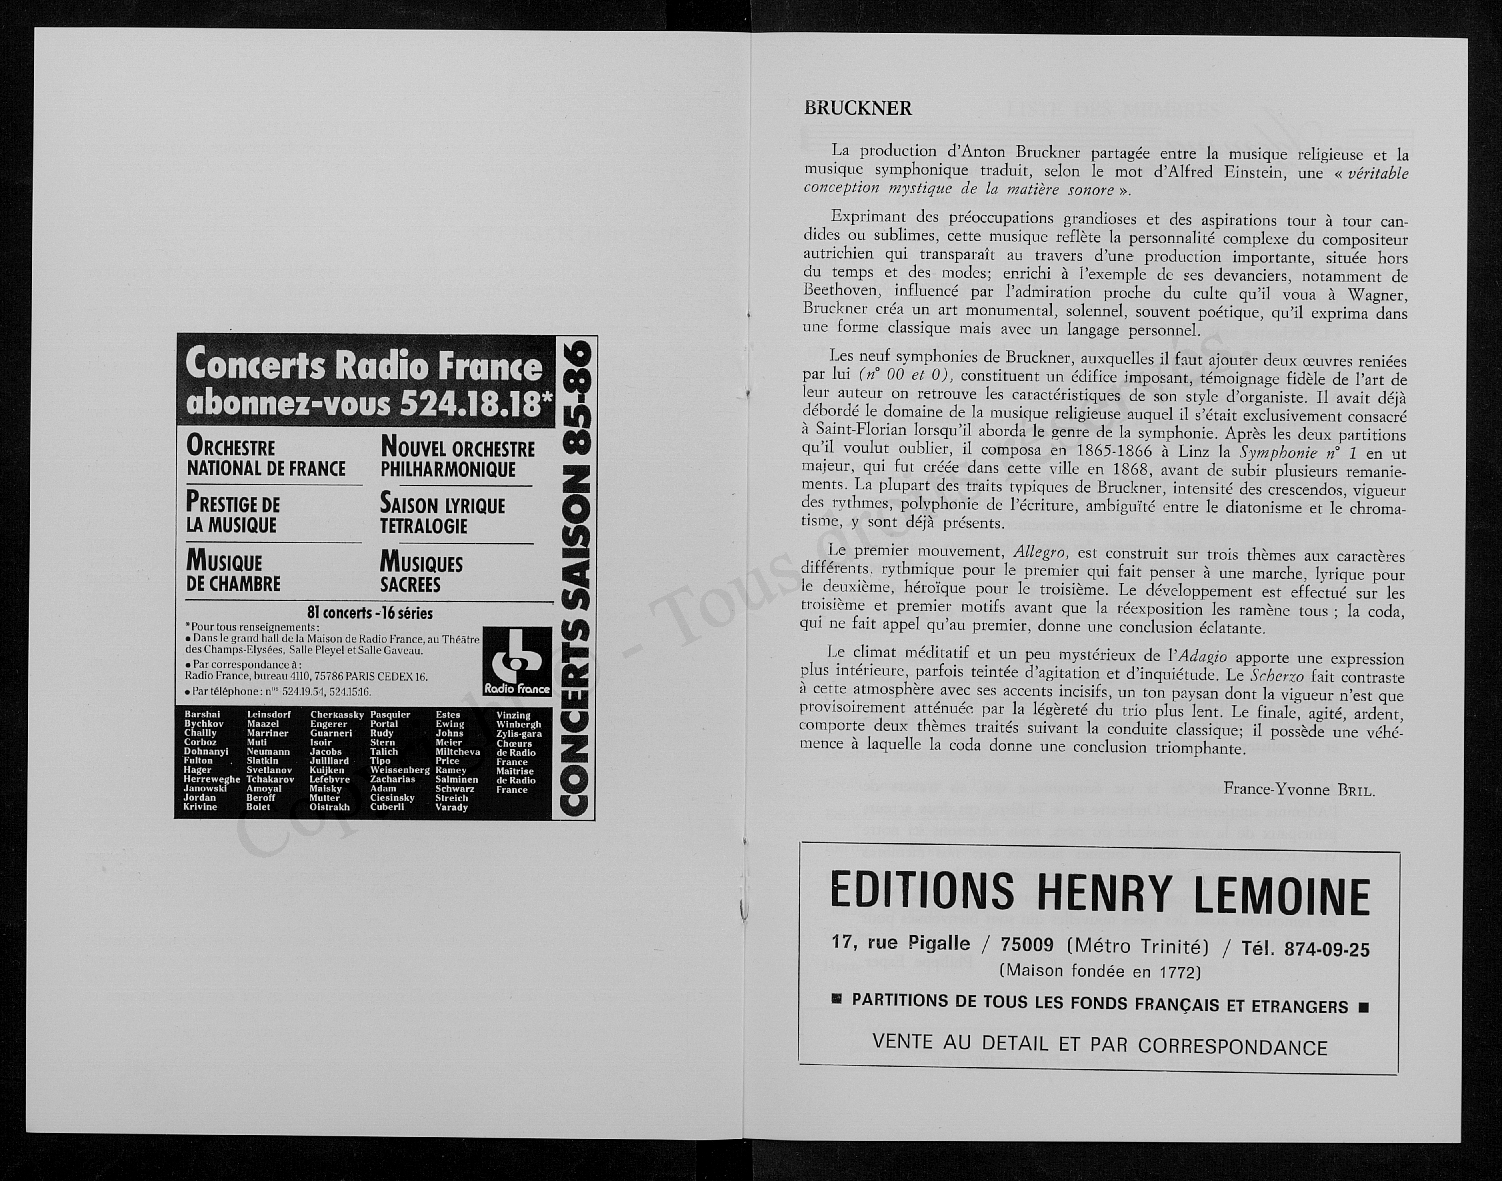 Concerts Radio France
abonnez-vous 524.18.18*
ORCHESTRE
NATIONAL DE FRANCE
NOUVEL ORCHESTRE
PHILHARMONIQUE
PRESTIGE DE
LA MUSIQUE
SAISON LYRIQUE
TETRALOGIE
MUSIQUE
DE CHAMBRE
MUSIQUES
SACREES
81 concerts - 16 séries
*Pour tous renseignements :
• Dans le grand hall de la Maison de Radio France, au Théâtre
des Champs-Elysées, Salle Pleyel et Salle Gaveau.
• Par correspondance à :
Radio France, bureau 4110, 75786 PARIS CEDEX 16.
• Par téléphone : nos 524.19.54, 524.15.16.
Radio France
Barshai
Bychkov
Chailly
Corboz
Dohnanyi
Fulton
Hager
Herreweghe
Janowski
Jordan
Krivine
Leinsdorf
Maazel
Marriner
Muti
Neumann
Slatkin
Svetlanov
Tchakarov
Amoyal
Beroff
Bolet
Cherkassky
Engerer
Guarneri
Isoir
Jacobs
Juilliard
Kuijken
Lefebvre
Maisky
Mutter
Oistrakh
Pasquier
Portal
Rudy
Stern
Talich
Tipo
Weissenberg
Zacharias
Adam
Ciesinsky
Cuberli
Estes
Ewing
Johns
Meier
Miltcheva
Price
Ramey
Salminen
Schwarz
Streich
Varady
Vinzing
Winbergh
Zylis-gara
Chœurs
de Radio
France
Maîtrise
de Radio
France
CONCERTS SAISON 85-86
BRUCKNER
La production d'Anton Bruckner partagée entre la musique religieuse et la
musique symphonique traduit, selon le mot d'Alfred Einstein, une « véritable
conception mystique de la matière sonore ».
Exprimant des préoccupations grandioses et des aspirations tour à tour can-
dides ou sublimes, cette musique reflète la personnalité complexe du compositeur
autrichien qui transparaît au travers d'une production importante, située hors
du temps et des modes; enrichi à l'exemple de ses devanciers, notamment de
Beethoven, influencé par l'admiration proche du culte qu'il voua à Wagner,
Bruckner créa un art monumental, solennel, souvent poétique, qu'il exprima dans
une forme classique mais avec un langage personnel.
Les neuf symphonies de Bruckner, auxquelles il faut ajouter deux œuvres reniées
par lui (n° 00 et 0), constituent un édifice imposant, témoignage fidèle de l'art de
leur auteur on retrouve les caractéristiques de son style d'organiste. Il avait déjà
débordé le domaine de la musique religieuse auquel il s'était exclusivement consacré
à Saint-Florian lorsqu'il aborda le genre de la symphonie. Après les deux partitions
qu'il voulut oublier, il composa en 1865-1866 à Linz la Symphonie n° 1 en ut
majeur, qui fut créée dans cette ville en 1868, avant de subir plusieurs remanie-
ments. La plupart des traits typiques de Bruckner, intensité des crescendos, vigueur
des rythmes, polyphonie de l'écriture, ambiguïté entre le diatonisme et le chroma-
tisme, y sont déjà présents.
Le premier mouvement, Allegro, est construit sur trois thèmes aux caractères
différents. rythmique pour le premier qui fait penser à une marche, lyrique pour
le deuxième, héroïque pour le troisième. Le développement est effectué sur les
troisième et premier motifs avant que la réexposition les ramène tous ; la coda,
qui ne fait appel qu'au premier, donne une conclusion éclatante.
Le climat méditatif et un peu mystérieux de l'Adagio apporte une expression
plus intérieure, parfois teintée d'agitation et d'inquiétude. Le Scherzo fait contraste
à cette atmosphère avec ses accents incisifs, un ton paysan dont la vigueur n'est que
provisoirement atténuée par la légèreté du trio plus lent. Le finale, agité, ardent,
comporte deux thèmes traités suivant la conduite classique; il possède une véhé-
mence à laquelle la coda donne une conclusion triomphante.
France-Yvonne BRIL.
EDITIONS HENRY LEMOINE
17, rue Pigalle / 75009 (Métro Trinité) / Tél. 874-09-25
(Maison fondée en 1772)
■ PARTITIONS DE TOUS LES FONDS FRANÇAIS ET ETRANGERS ■
VENTE AU DETAIL ET PAR CORRESPONDANCE